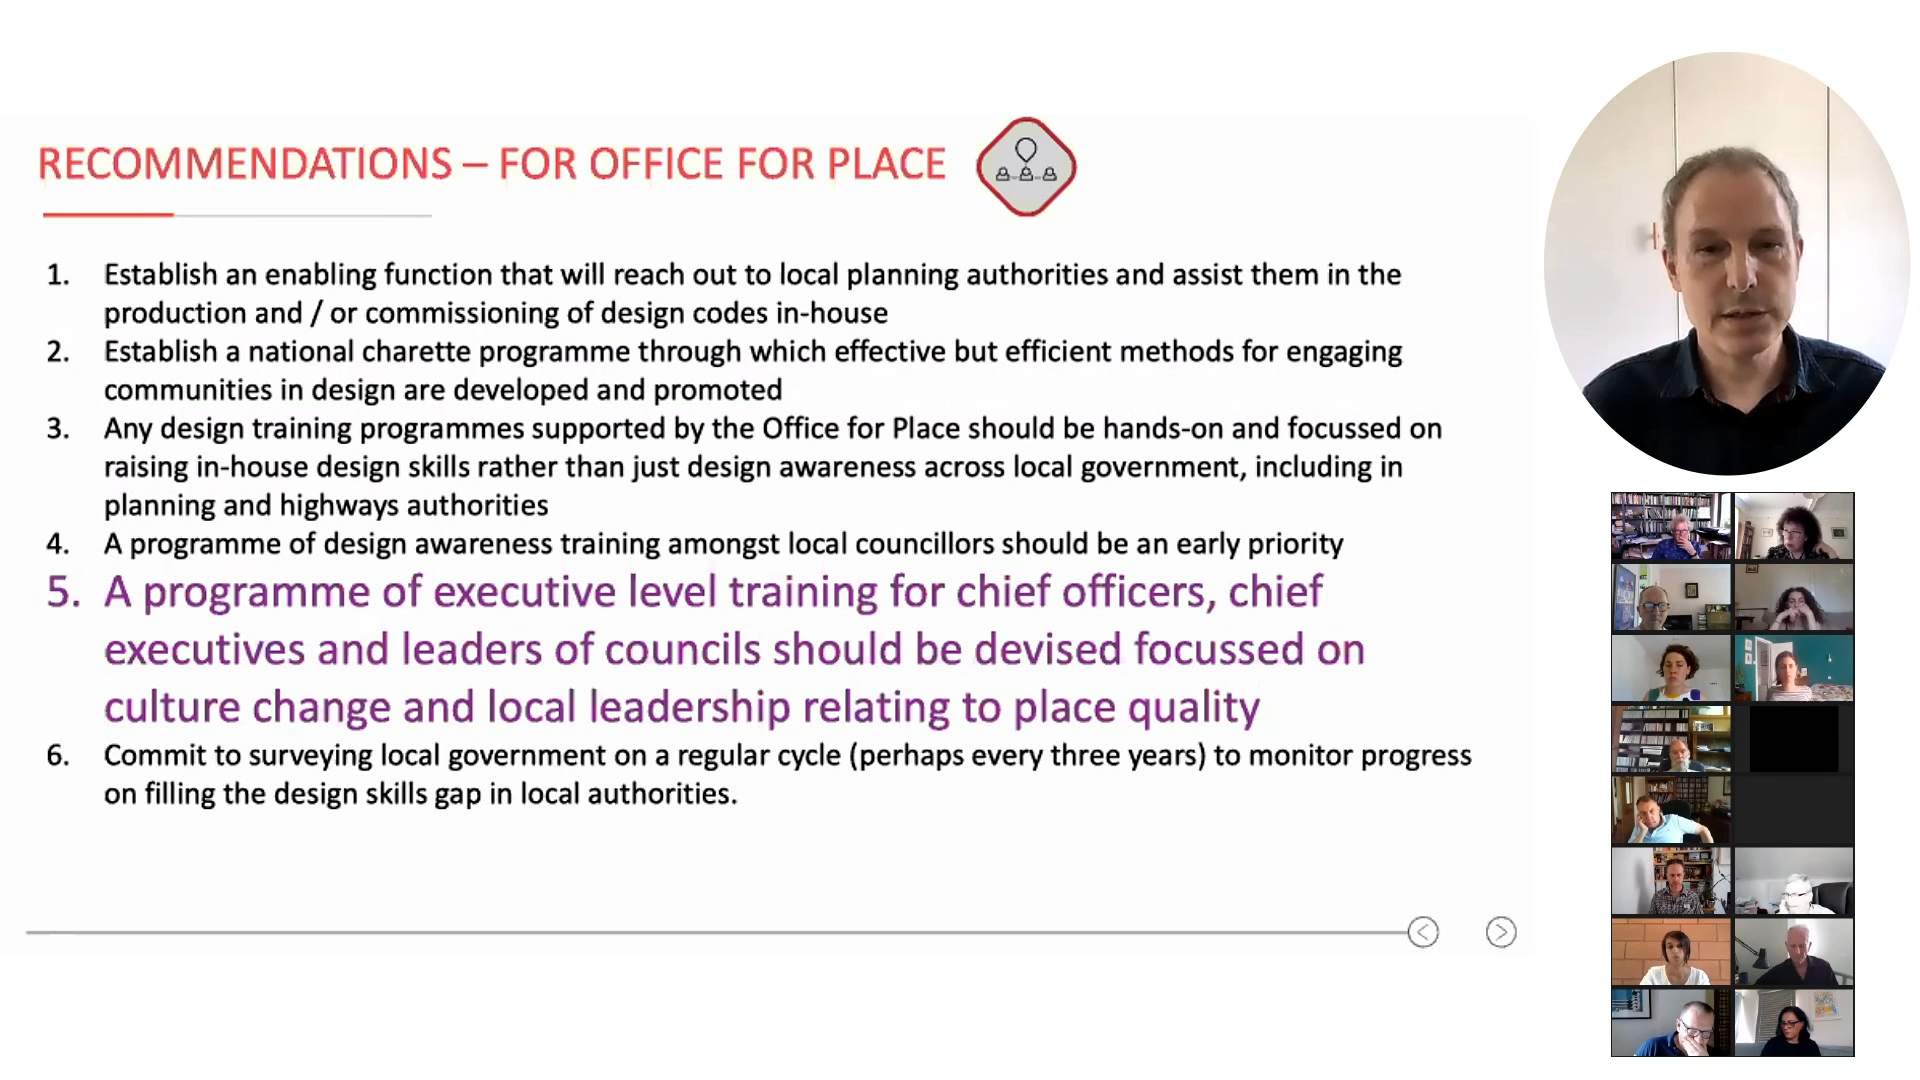 RECOMMENDATIONS – FOR OFFICE FOR PLACE
1. Establish an enabling function that will reach out to local planning authorities and assist them in the
production and / or commissioning of design codes in-house
2. Establish a national charette programme through which effective but efficient methods for engaging
communities in design are developed and promoted
3. Any design training programmes supported by the Office for Place should be hands-on and focussed on
raising in-house design skills rather than just design awareness across local government, including in
planning and highways authorities
4. A programme of design awareness training amongst local councillors should be an early priority
5. A programme of executive level training for chief officers, chief
executives and leaders of councils should be devised focussed on
culture change and local leadership relating to place quality
6. Commit to surveying local government on a regular cycle (perhaps every three years) to monitor progress
on filling the design skills gap in local authorities.